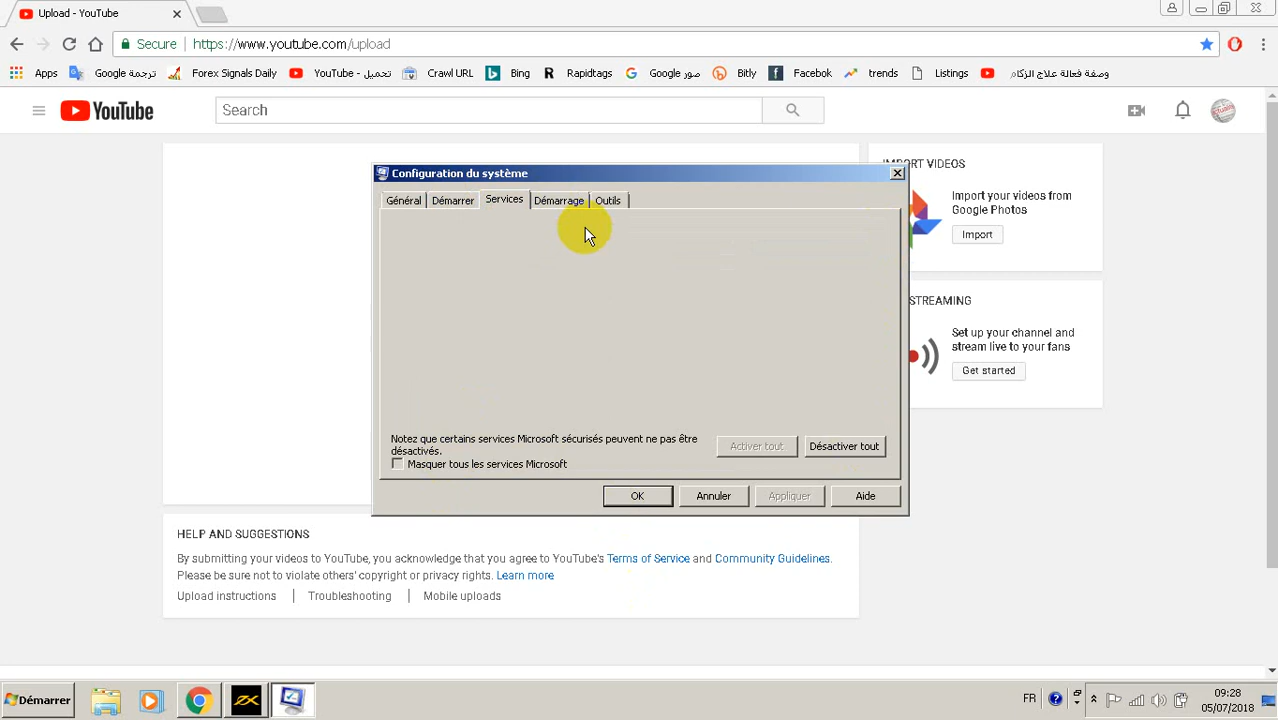 Upload - YouTube
Secure https://www.youtube.com/upload
Apps ترجمة Google Forex Signals Daily YouTube - تحميل Crawl URL Bing Rapidtags صور Google Bitly Facebok trends Listings وصفة فعالة علاج الزكام
YouTube Search
IMPORT VIDEOS
Import your videos from
Google Photos
Import
STREAMING
Set up your channel and
stream live to your fans
Get started
Configuration du système
Général Démarrer Services Démarrage Outils
Notez que certains services Microsoft sécurisés peuvent ne pas être
désactivés.
Activer tout Désactiver tout
Masquer tous les services Microsoft
OK Annuler Appliquer Aide
HELP AND SUGGESTIONS
By submitting your videos to YouTube, you acknowledge that you agree to YouTube's Terms of Service and Community Guidelines.
Please be sure not to violate others' copyright or privacy rights. Learn more
Upload instructions | Troubleshooting | Mobile uploads
Démarrer FR 09:28
05/07/2018